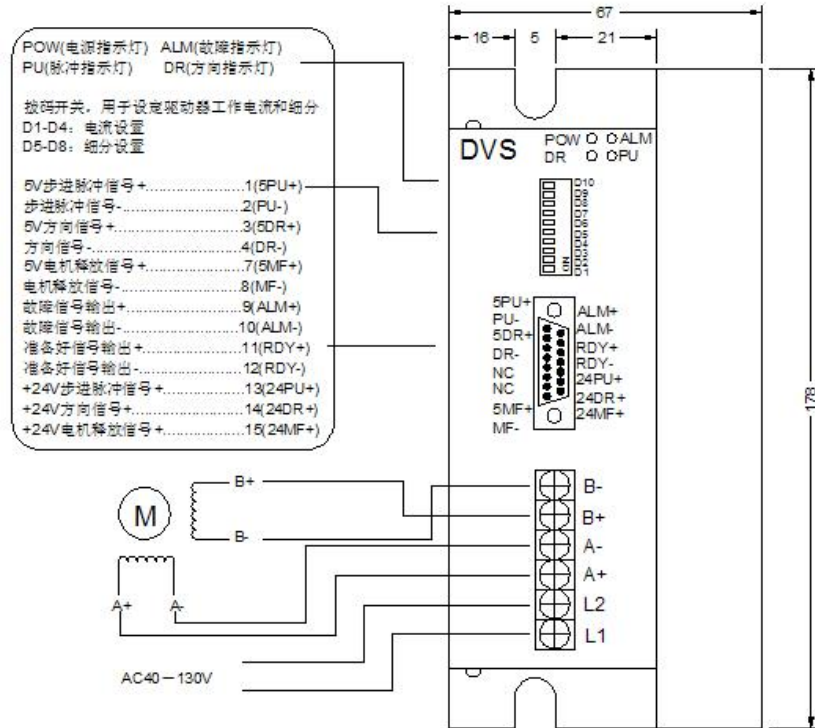 67
16 5 21
POW(电源指示灯) ALM(故障指示灯)
PU(脉冲指示灯) DR(方向指示灯)
拨码开关，用于设定驱动器工作电流和细分
D1-D4：电流设置
D5-D8：细分设置
5V步进脉冲信号+..................1(5PU+)
步进脉冲信号-......................2(PU-)
5V方向信号+........................3(5DR+)
方向信号-............................4(DR-)
5V电机释放信号+..................7(5MF+)
电机释放信号-......................8(MF-)
故障信号输出+.....................9(ALM+)
故障信号输出-.....................10(ALM-)
准备好信号输出+.................11(RDY+)
准备好信号输出-.................12(RDY-)
+24V步进脉冲信号+............13(24PU+)
+24V方向信号+..................14(24DR+)
+24V电机释放信号+............15(24MF+)
DVS
POW ALM
DR PU
D10
D9
D8
D7
D6
D5
D4
D3
D2
D1
ON
5PU+
PU-
5DR+
DR-
NC
NC
5MF+
MF-
ALM+
ALM-
RDY+
RDY-
24PU+
24DR+
24MF+
178
M
B+
B-
A+ A-
B-
B+
A-
A+
L2
L1
AC40－130V